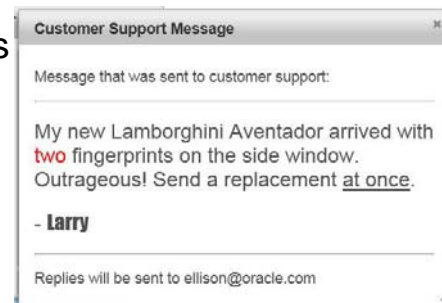 s
Customer Support Message
Message that was sent to customer support:
My new Lamborghini Aventador arrived with
two fingerprints on the side window.
Outrageous! Send a replacement at once.
- Larry
Replies will be sent to ellison@oracle.com